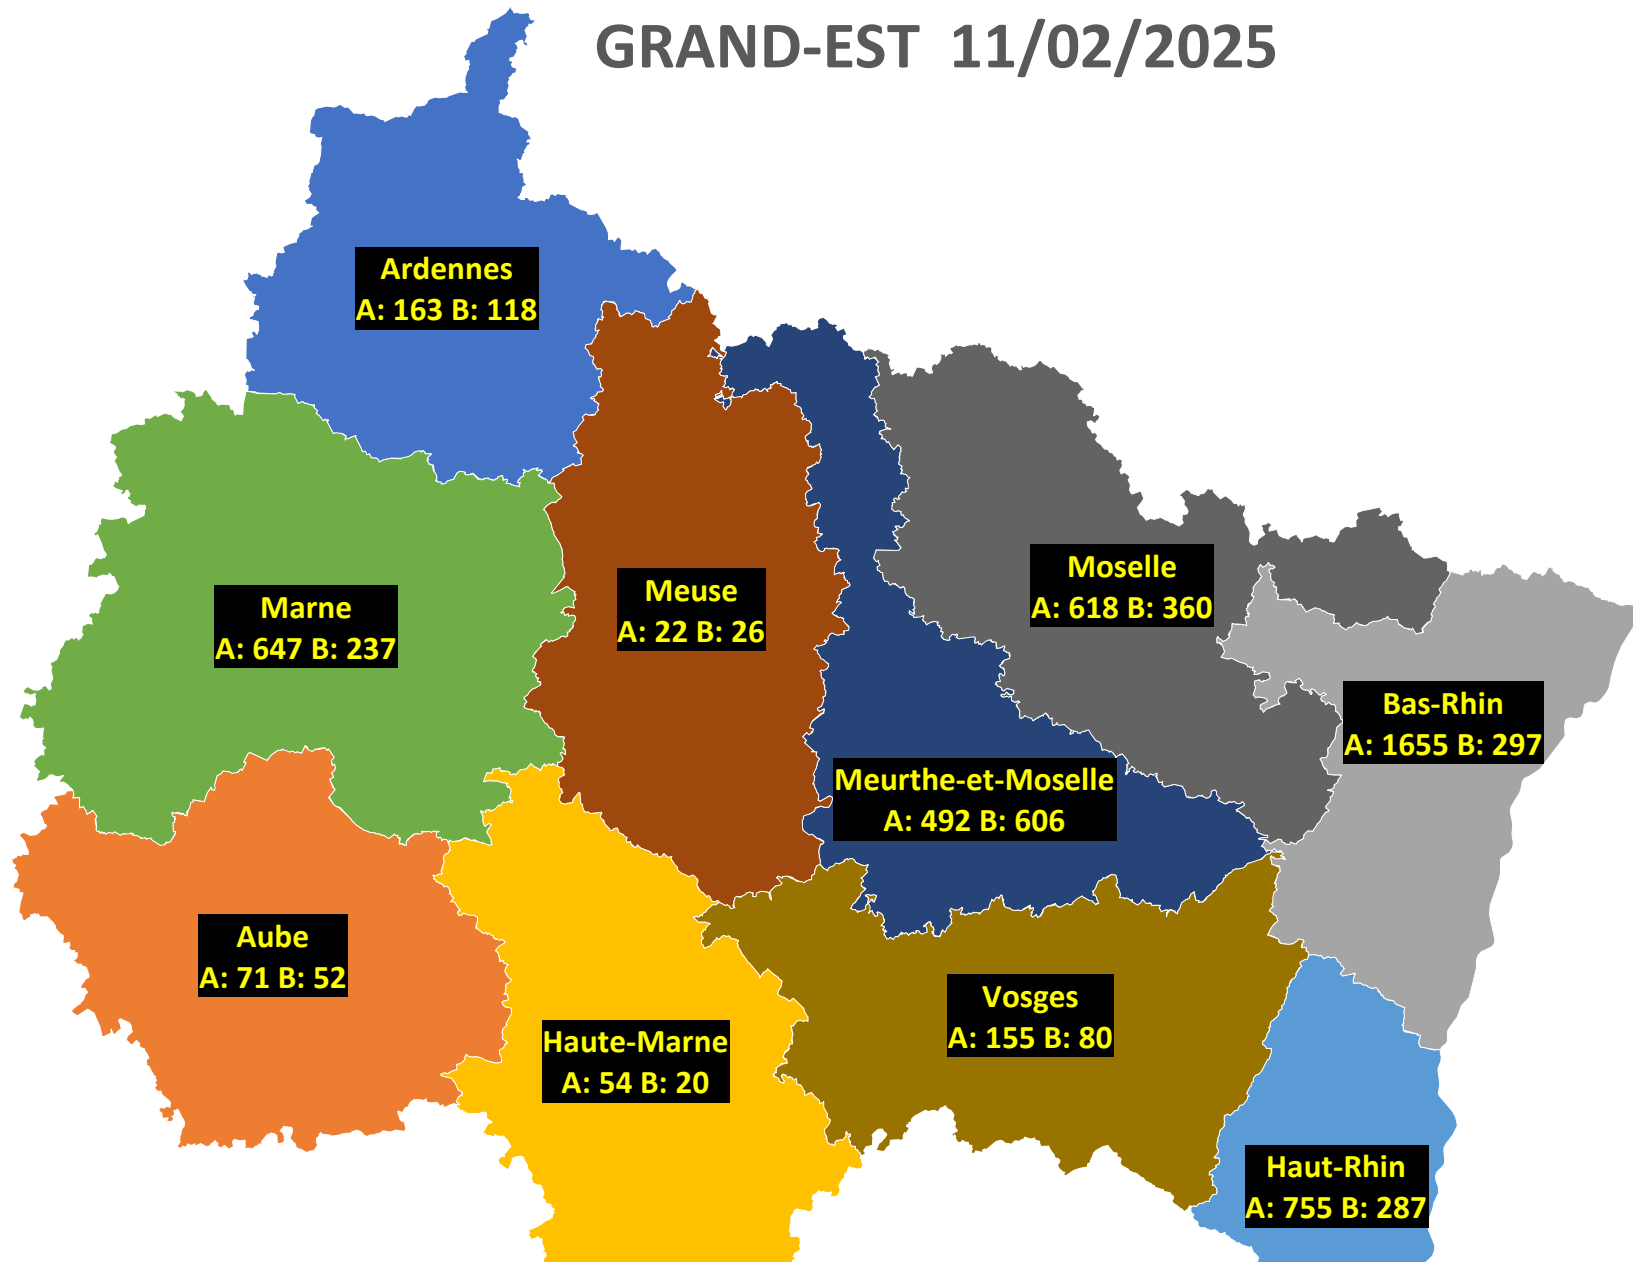 GRAND-EST 11/02/2025
Ardennes
A: 163 B: 118
Marne
A: 647 B: 237
Meuse
A: 22 B: 26
Moselle
A: 618 B: 360
Bas-Rhin
A: 1655 B: 297
Meurthe-et-Moselle
A: 492 B: 606
Aube
A: 71 B: 52
Haute-Marne
A: 54 B: 20
Vosges
A: 155 B: 80
Haut-Rhin
A: 755 B: 287